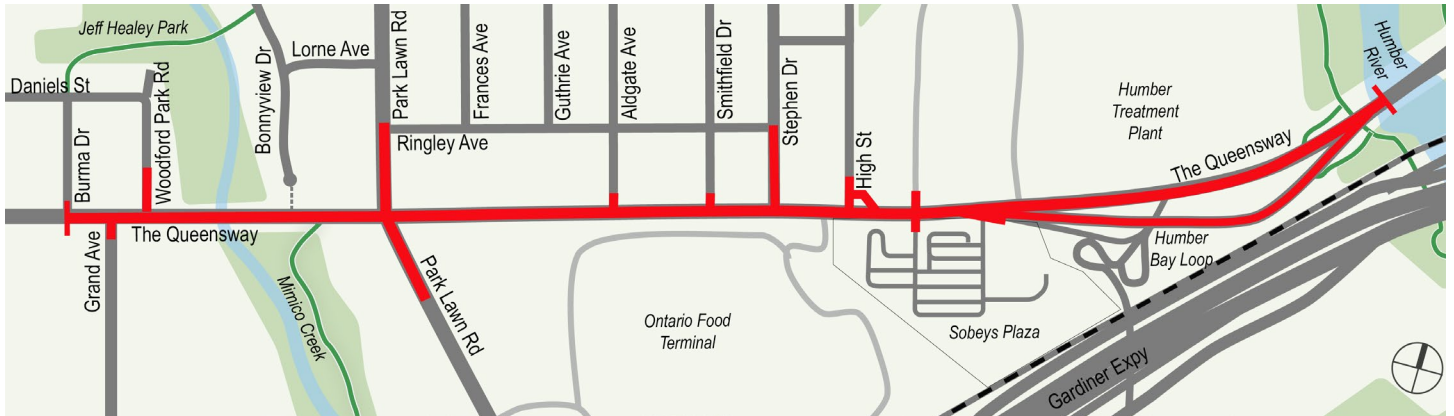 Jeff Healey Park
Daniels St
Burma Dr
Woodford Park Rd
Bonnyview Dr
Lorne Ave
Park Lawn Rd
Frances Ave
Guthrie Ave
Aldgate Ave
Smithfield Dr
Stephen Dr
High St
Ringley Ave
Humber
Treatment
Plant
Humber
River
The Queensway
The Queensway
Grand Ave
Mimico Creek
Park Lawn Rd
Ontario Food
Terminal
Sobeys Plaza
Humber
Bay Loop
Gardiner Expy